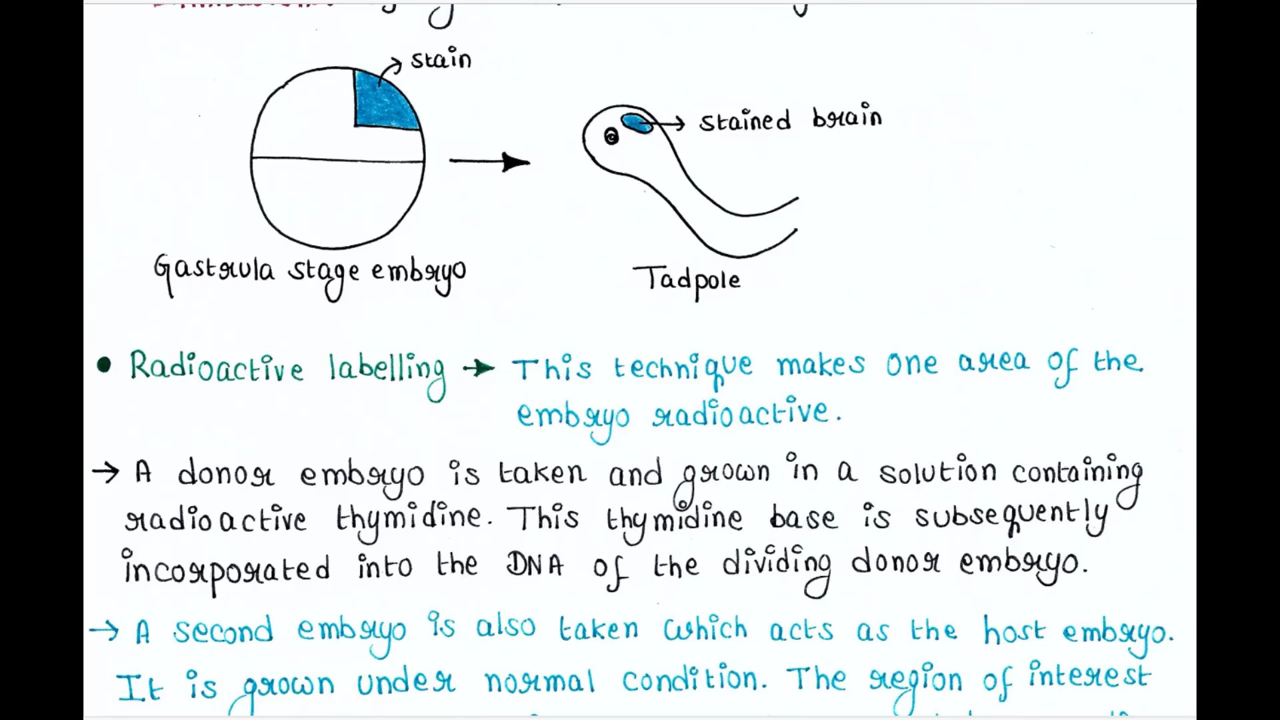 stain
stained brain
Gastrula stage embryo
Tadpole
• Radioactive labelling → This technique makes one area of the
embryo radioactive.
→ A donor embryo is taken and grown in a solution containing
radioactive thymidine. This thymidine base is subsequently
incorporated into the DNA of the dividing donor embryo.
→ A second embryo is also taken which acts as the host embryo.
It is grown under normal condition. The region of interest